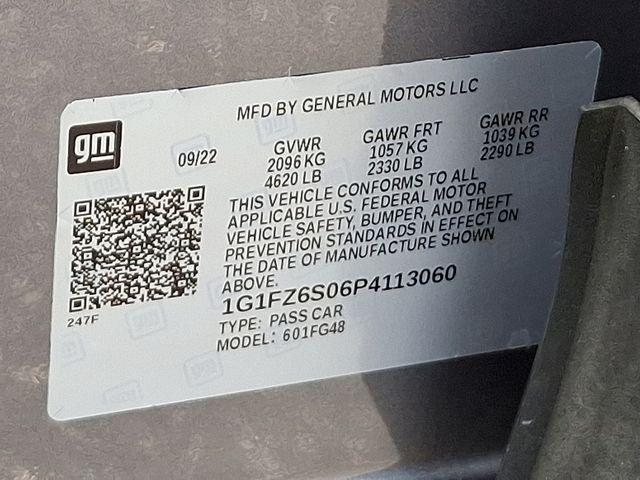 MFD BY GENERAL MOTORS LLC
gm
09/22
GVWR GAWR FRT GAWR RR
2096 KG 1057 KG 1039 KG
4620 LB 2330 LB 2290 LB
THIS VEHICLE CONFORMS TO ALL
APPLICABLE U.S. FEDERAL MOTOR
VEHICLE SAFETY, BUMPER, AND THEFT
PREVENTION STANDARDS IN EFFECT ON
THE DATE OF MANUFACTURE SHOWN
ABOVE.
1G1FZ6S06P4113060
247F
TYPE: PASS CAR
MODEL: 601FG48